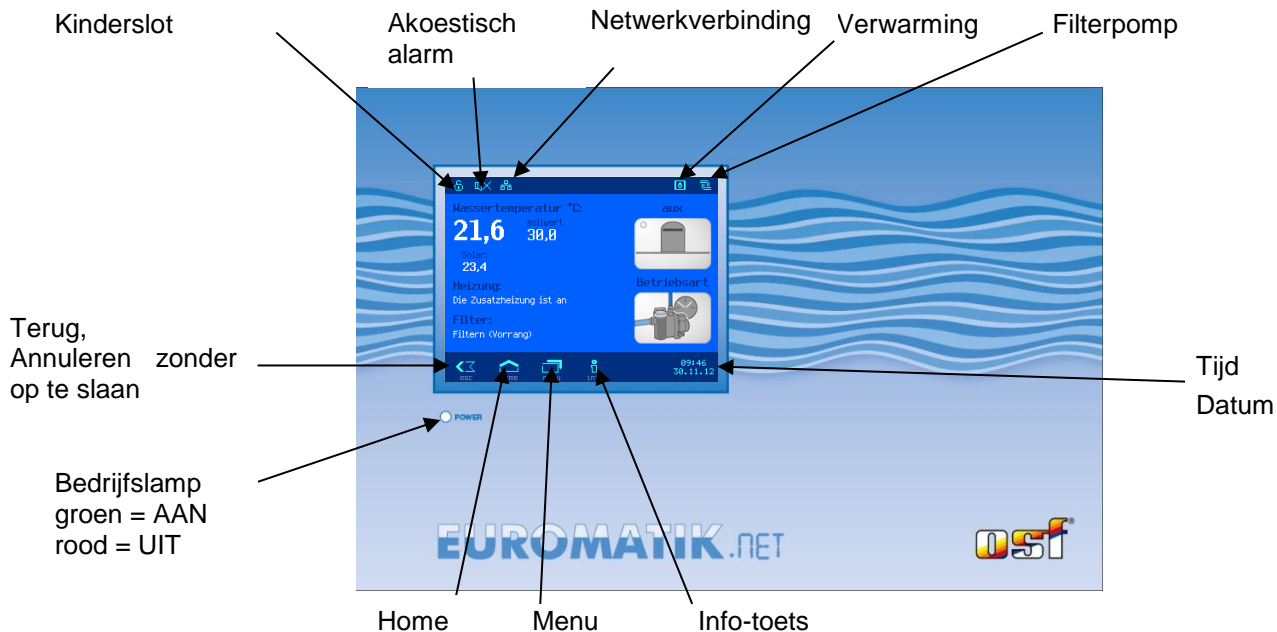 Kinderslot
Akoestisch
alarm
Netwerkverbinding
Verwarming
Filterpomp
Wassertemperatur °C:
21,6
sollwert
30,0
aux
Solar:
23,4
Heizung:
Die Zusatzheizung ist an
Betriebsart
Filter:
Filtern (Vorrang)
esc
09:46
30.11.12
Terug,
Annuleren zonder
op te slaan
Tijd
Datum
POWER
Bedrijfslamp
groen = AAN
rood = UIT
EUROMATIK.NET
osf®
Home
Menu
Info-toets